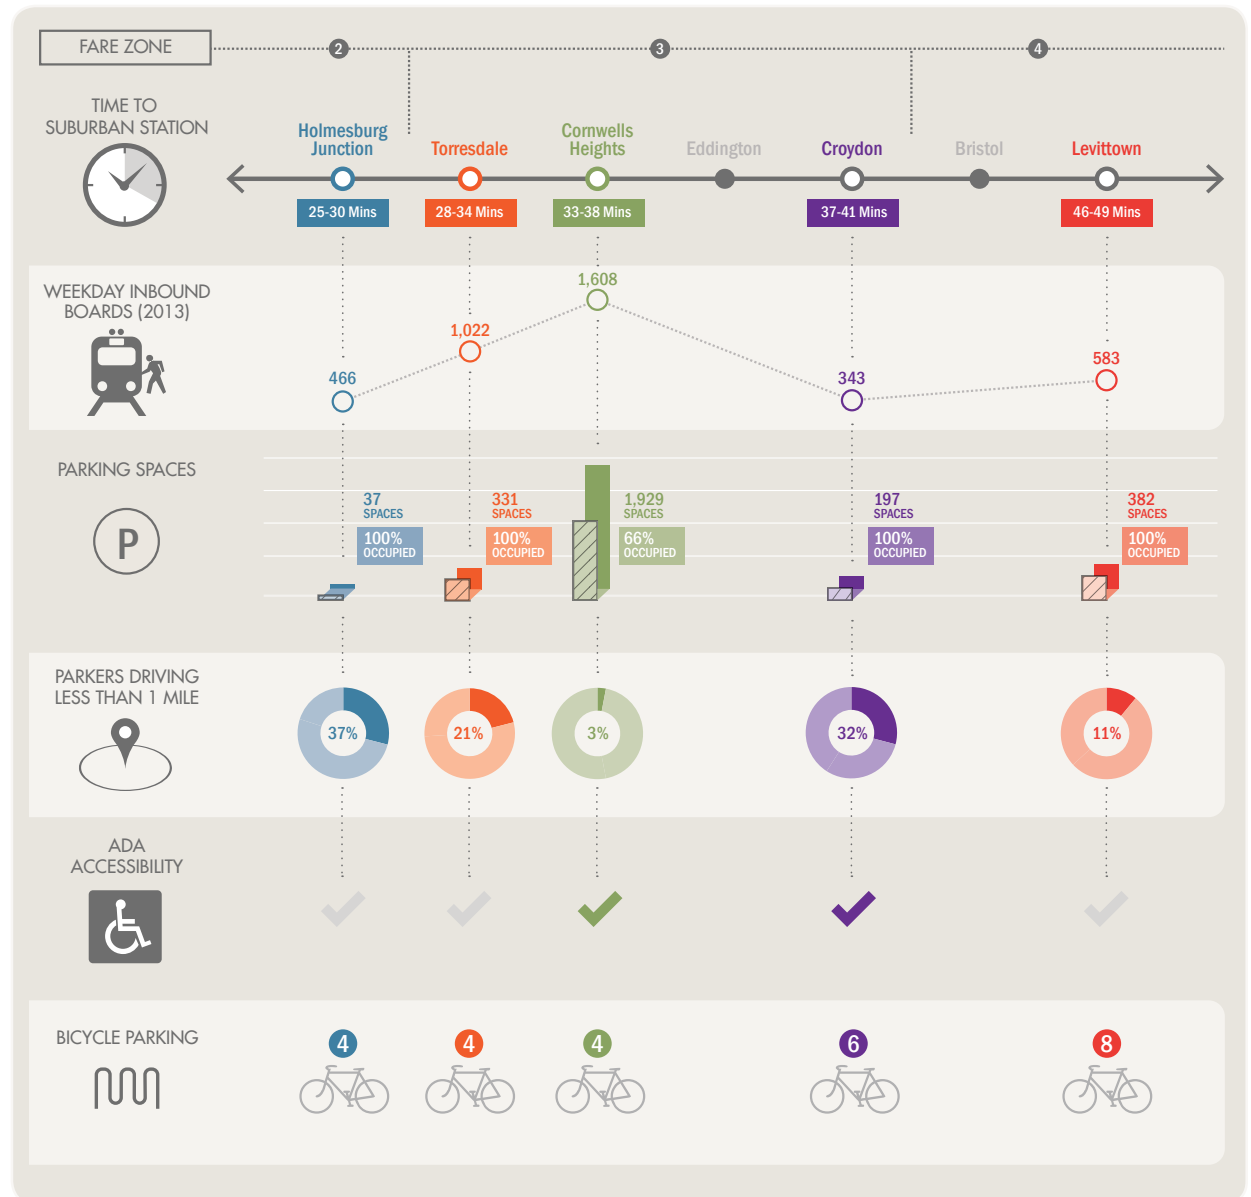 FARE ZONE
2
3
4
TIME TO
SUBURBAN STATION
Holmesburg
Junction
Torresdale
Cornwells
Heights
Eddington
Croydon
Bristol
Levittown
25-30 Mins
28-34 Mins
33-38 Mins
37-41 Mins
46-49 Mins
WEEKDAY INBOUND
BOARDS (2013)
466
1,022
1,608
343
583
PARKING SPACES
P
37
SPACES
100%
OCCUPIED
331
SPACES
100%
OCCUPIED
1,929
SPACES
66%
OCCUPIED
197
SPACES
100%
OCCUPIED
382
SPACES
100%
OCCUPIED
PARKERS DRIVING
LESS THAN 1 MILE
37%
21%
3%
32%
11%
ADA
ACCESSIBILITY
BICYCLE PARKING
4
4
4
6
8